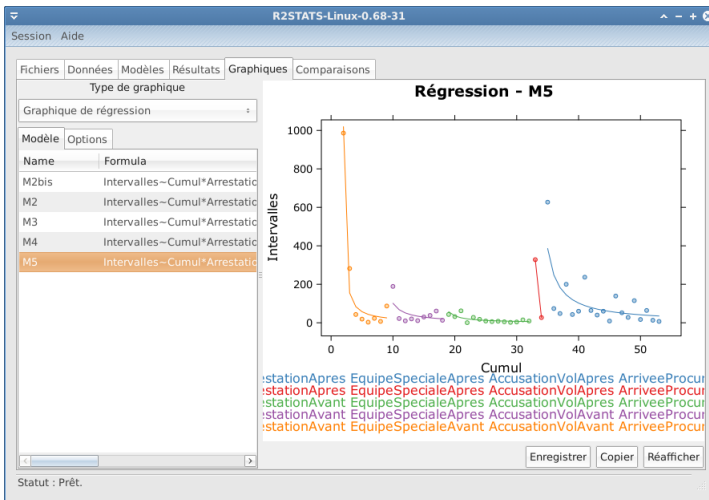 R2STATS-Linux-0.68-31
Session Aide
Fichiers Données Modèles Résultats Graphiques Comparaisons
Type de graphique
Graphique de régression
Modèle Options
Name Formula
M2bis Intervalles~Cumul*Arrestatic
M2 Intervalles~Cumul*Arrestatic
M3 Intervalles~Cumul*Arrestatic
M4 Intervalles~Cumul*Arrestatic
M5 Intervalles~Cumul*Arrestatic
Régression - M5
1000
800
600
400
200
0
Intervalles
0 10 20 30 40 50
Cumul
estationApres EquipeSpecialeApres AccusationVolApres ArriveeProcur
estationApres EquipeSpecialeApres AccusationVolApres ArriveeProcur
estationAvant EquipeSpecialeApres AccusationVolApres ArriveeProcur
estationAvant EquipeSpecialeApres AccusationVolAvant ArriveeProcur
estationAvant EquipeSpecialeAvant AccusationVolAvant ArriveeProcur
Enregistrer Copier Réafficher
Statut : Prêt.